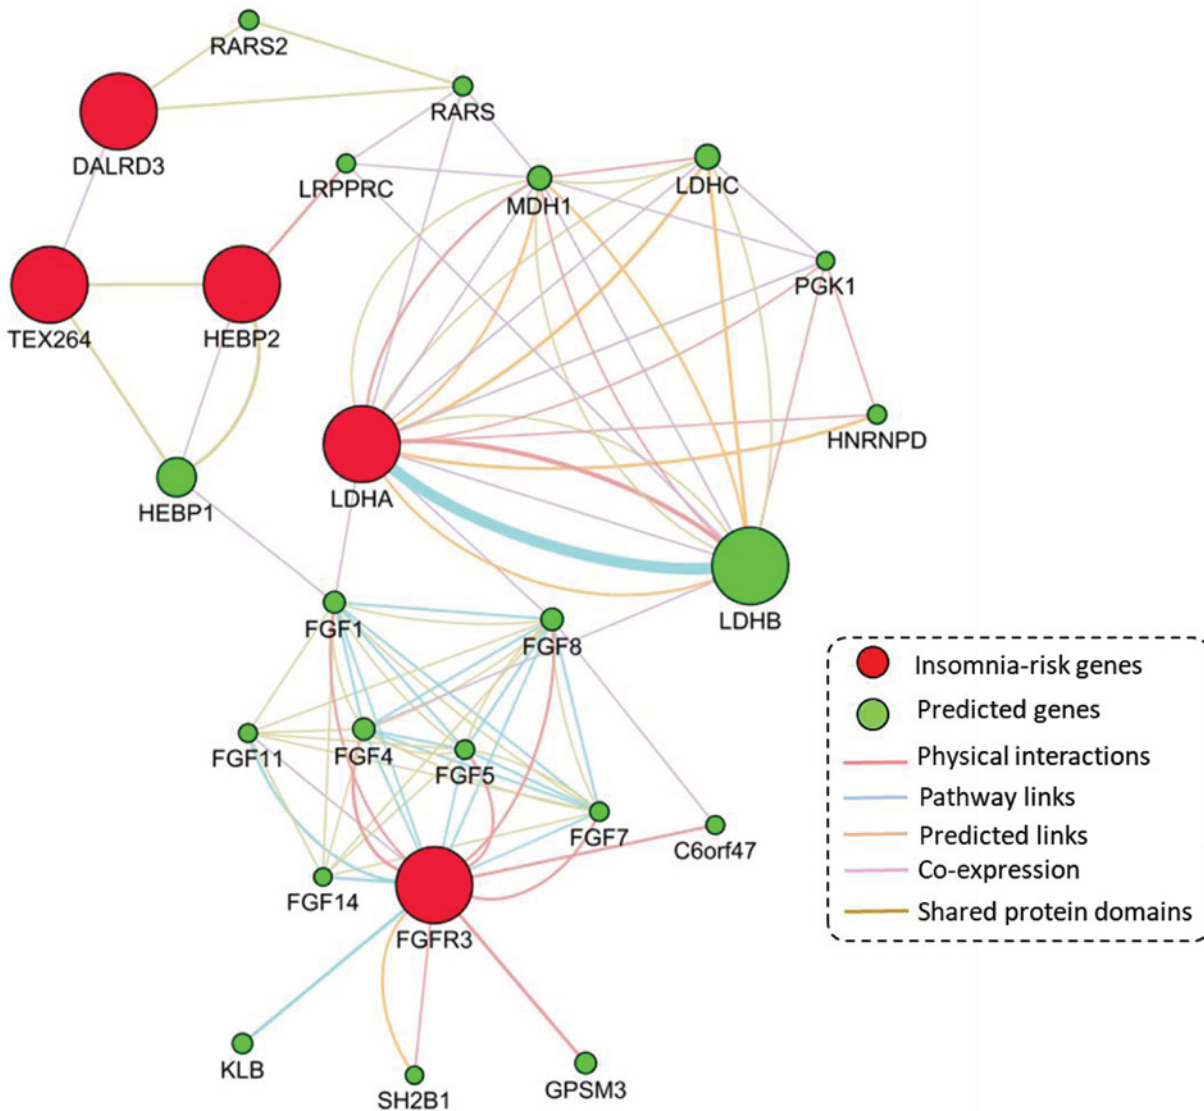 RARS2
DALRD3
RARS
LRPPRC
MDH1
LDHC
PGK1
TEX264
HEBP2
HNRNPD
LDHA
HEBP1
LDHB
FGF1
FGF8
FGF11
FGF4
FGF5
FGF7
C6orf47
FGF14
FGFR3
KLB
SH2B1
GPSM3
Insomnia-risk genes
Predicted genes
Physical interactions
Pathway links
Predicted links
Co-expression
Shared protein domains